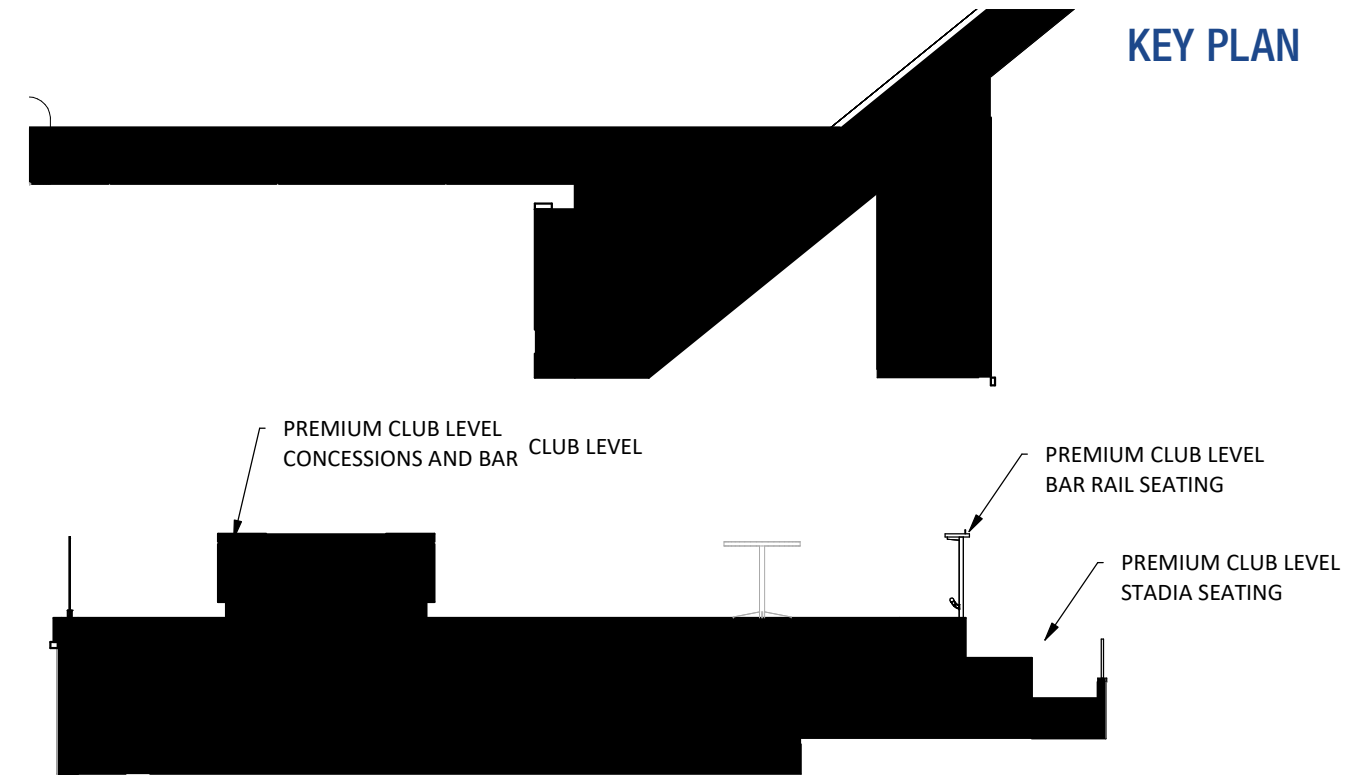 KEY PLAN
PREMIUM CLUB LEVEL
CONCESSIONS AND BAR
CLUB LEVEL
PREMIUM CLUB LEVEL
BAR RAIL SEATING
PREMIUM CLUB LEVEL
STADIA SEATING